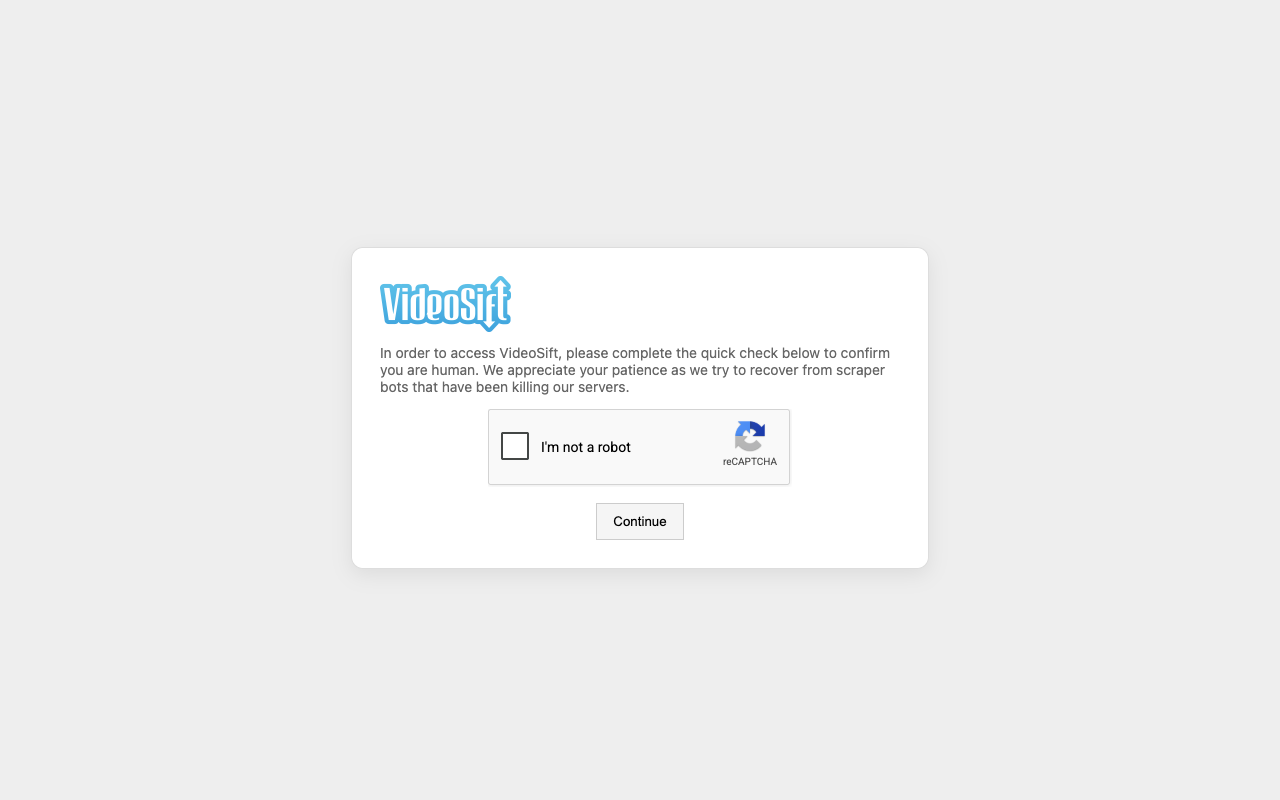 VideoSift
In order to access VideoSift, please complete the quick check below to confirm
you are human. We appreciate your patience as we try to recover from scraper
bots that have been killing our servers.
I'm not a robot
reCAPTCHA
Continue